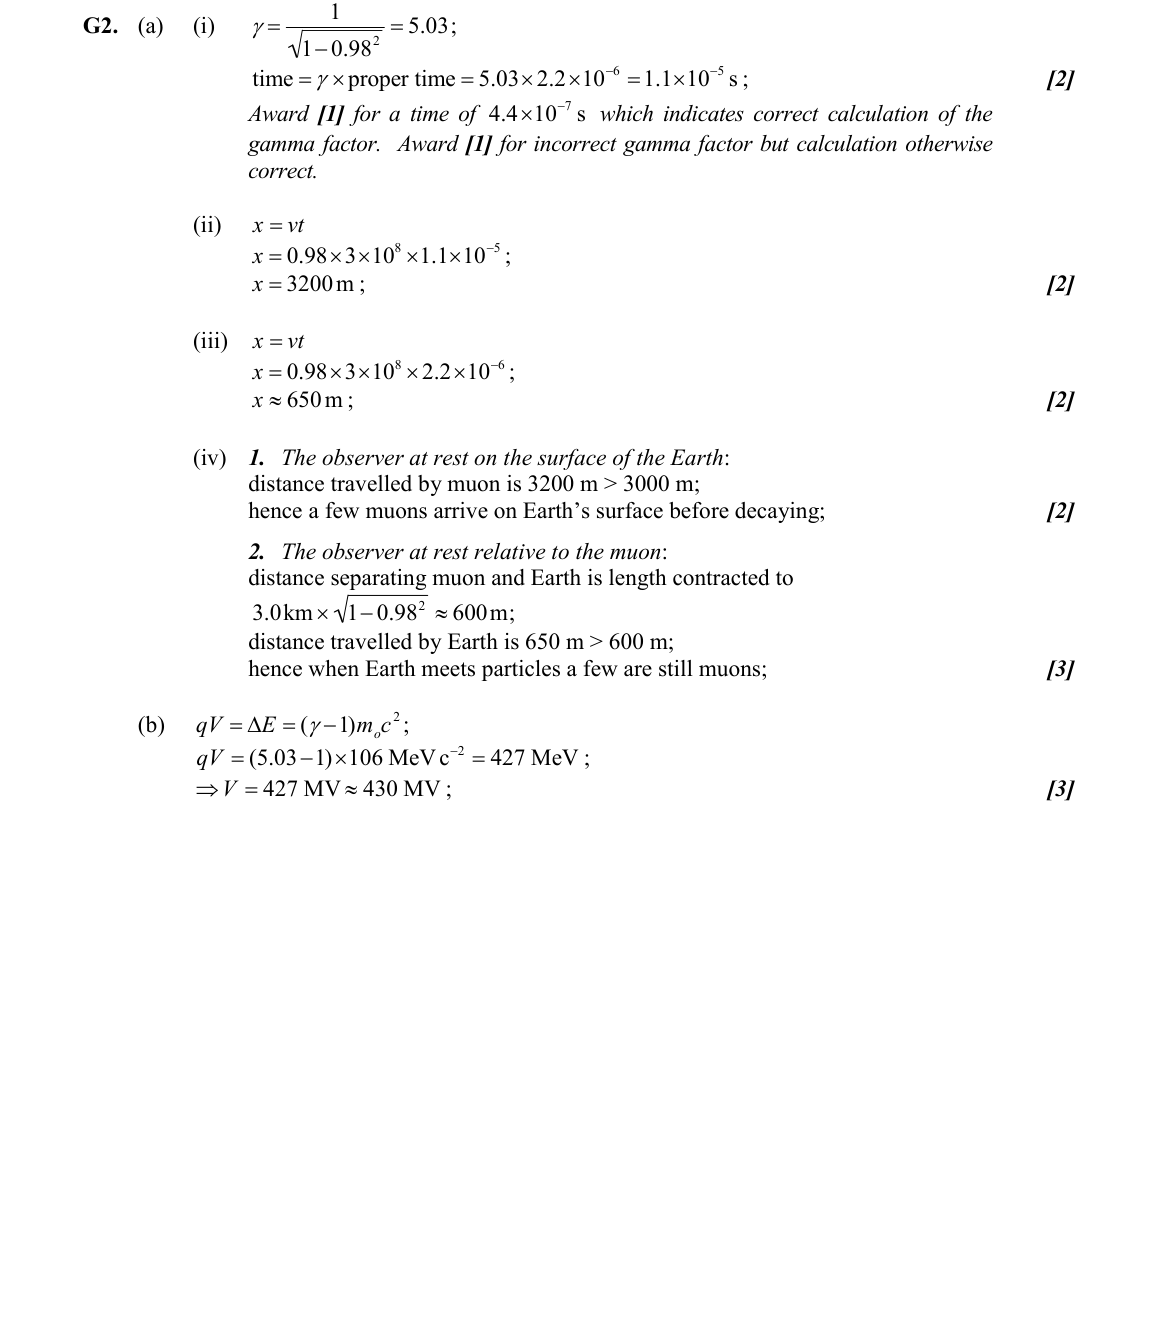 G2. (a) (i) γ = 1/√(1−0.98²) = 5.03;
time = γ × proper time = 5.03×2.2×10⁻⁶ = 1.1×10⁻⁵ s; [2]
Award [1] for a time of 4.4×10⁻⁷ s which indicates correct calculation of the
gamma factor. Award [1] for incorrect gamma factor but calculation otherwise
correct.
(ii) x = vt
x = 0.98×3×10⁸×1.1×10⁻⁵;
x = 3200 m; [2]
(iii) x = vt
x = 0.98×3×10⁸×2.2×10⁻⁶;
x ≈ 650 m; [2]
(iv) 1. The observer at rest on the surface of the Earth:
distance travelled by muon is 3200 m > 3000 m;
hence a few muons arrive on Earth’s surface before decaying; [2]
2. The observer at rest relative to the muon:
distance separating muon and Earth is length contracted to
3.0 km × √(1−0.98²) ≈ 600 m;
distance travelled by Earth is 650 m > 600 m;
hence when Earth meets particles a few are still muons; [3]
(b) qV = ΔE = (γ−1)mₒc²;
qV = (5.03−1)×106 MeV c⁻² = 427 MeV;
⇒ V = 427 MV ≈ 430 MV; [3]